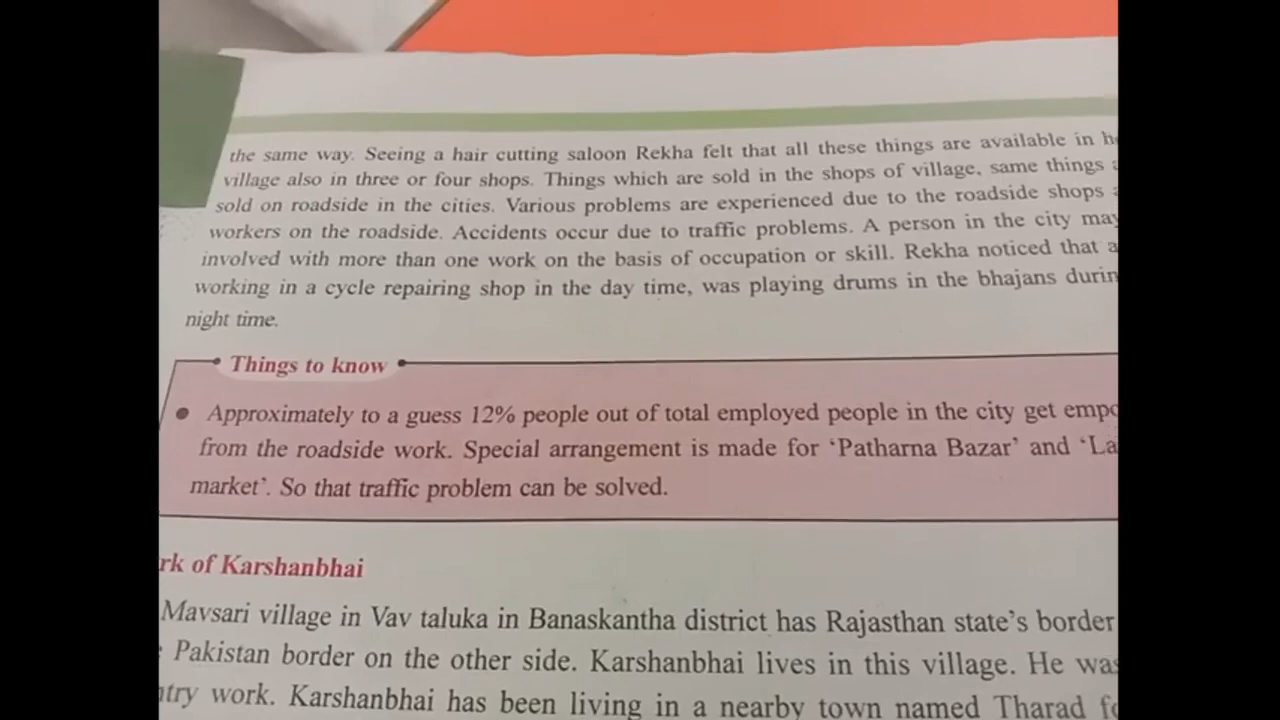 the same way. Seeing a hair cutting saloon Rekha felt that all these things are available in
village also in three or four shops. Things which are sold in the shops of village, same things
sold on roadside in the cities. Various problems are experienced due to the roadside shops
workers on the roadside. Accidents occur due to traffic problems. A person in the city may
involved with more than one work on the basis of occupation or skill. Rekha noticed that a
working in a cycle repairing shop in the day time, was playing drums in the bhajans durin
night time.
Things to know
• Approximately to a guess 12% people out of total employed people in the city get empo
from the roadside work. Special arrangement is made for ‘Patharna Bazar’ and ‘La
market’. So that traffic problem can be solved.
rk of Karshanbhai
Mavsari village in Vav taluka in Banaskantha district has Rajasthan state’s border
Pakistan border on the other side. Karshanbhai lives in this village. He was
ntry work. Karshanbhai has been living in a nearby town named Tharad